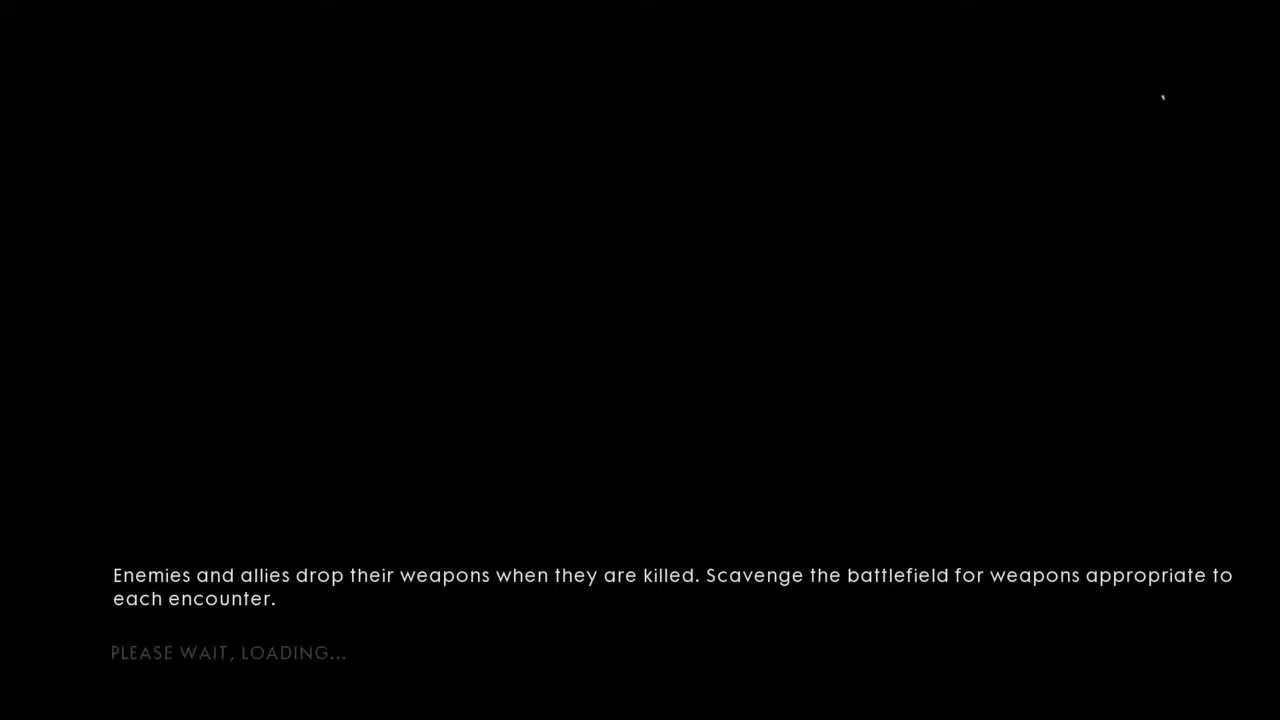 Enemies and allies drop their weapons when they are killed. Scavenge the battlefield for weapons appropriate to
each encounter.
PLEASE WAIT, LOADING...